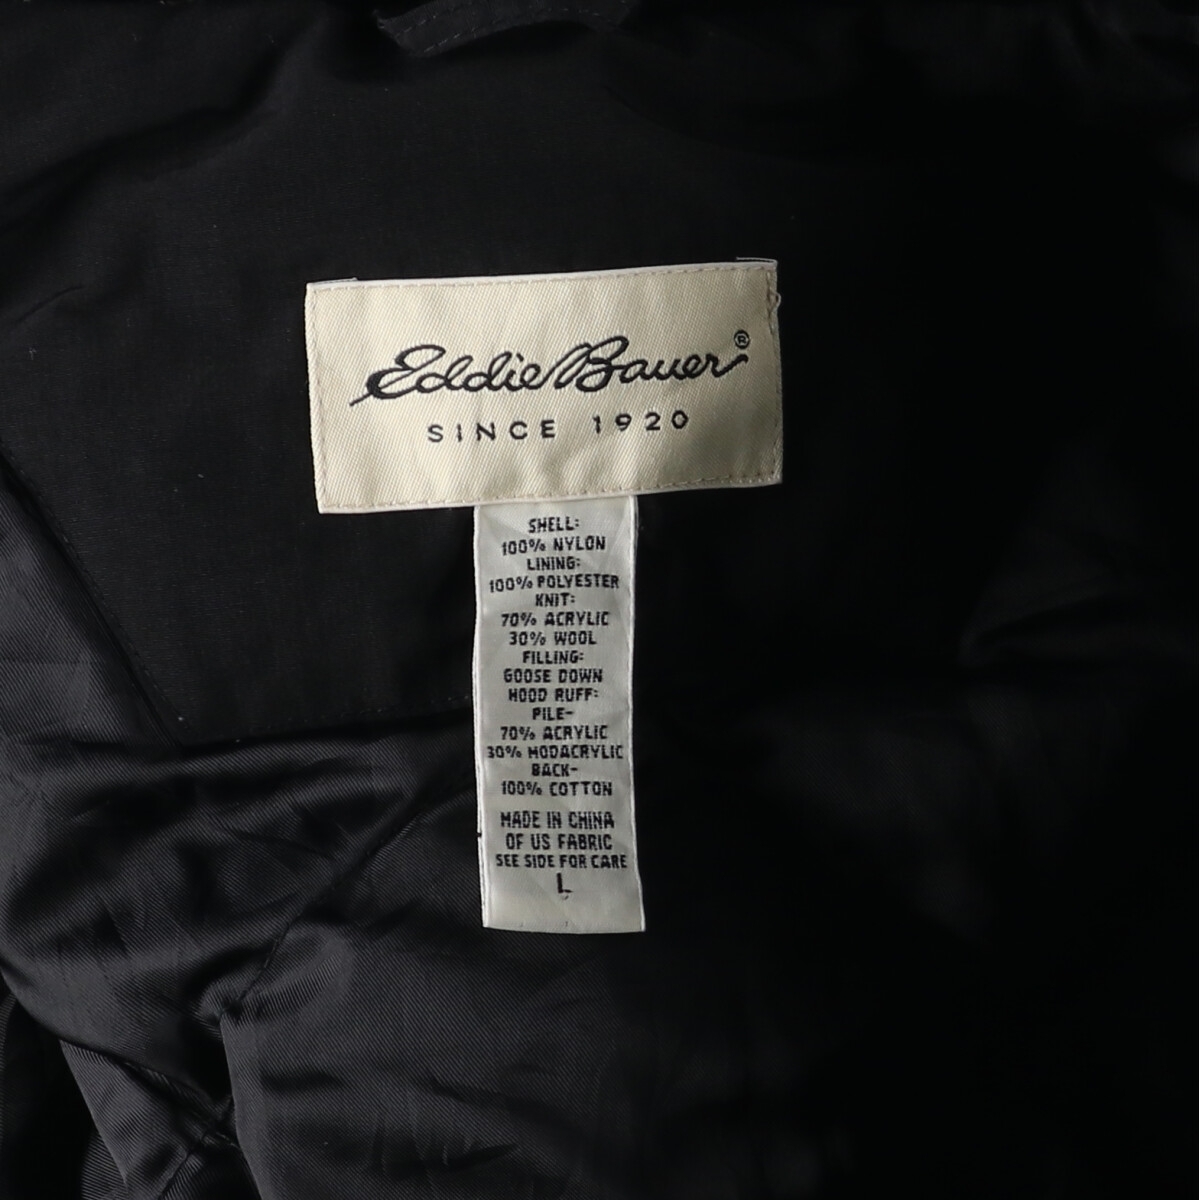 Eddie Bauer®
SINCE 1920
SHELL:
100% NYLON
LINING:
100% POLYESTER
KNIT:
70% ACRYLIC
30% WOOL
FILLING:
GOOSE DOWN
HOOD RUFF:
PILE-
70% ACRYLIC
30% MODACRYLIC
BACK-
100% COTTON
MADE IN CHINA
OF US FABRIC
SEE SIDE FOR CARE
L